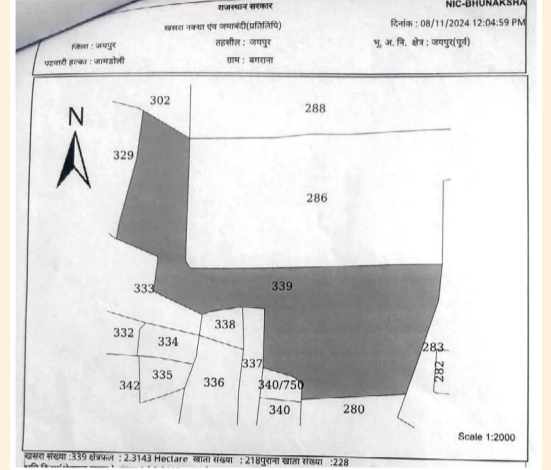 राजस्थान सरकार
NIC-BHUNAKSHA
खसरा नक्शा एंव जमाबंदी(प्रतिलिपि)
दिनांक : 08/11/2024 12:04:59 PM
जिला : जयपुर
तहसील : जयपुर
भू. अ. नि. क्षेत्र : जयपुर(पूर्व)
पटवारी हल्का : जामडोली
ग्राम : बगराना
302
288
N
329
286
333
339
338
332
334
283
337
335
282
342
336
340/750
340
280
Scale 1:2000
खसरा संख्या :339 क्षेत्रफल : 2.3143 Hectare खाता संख्या : 218पुराना खाता संख्या :228